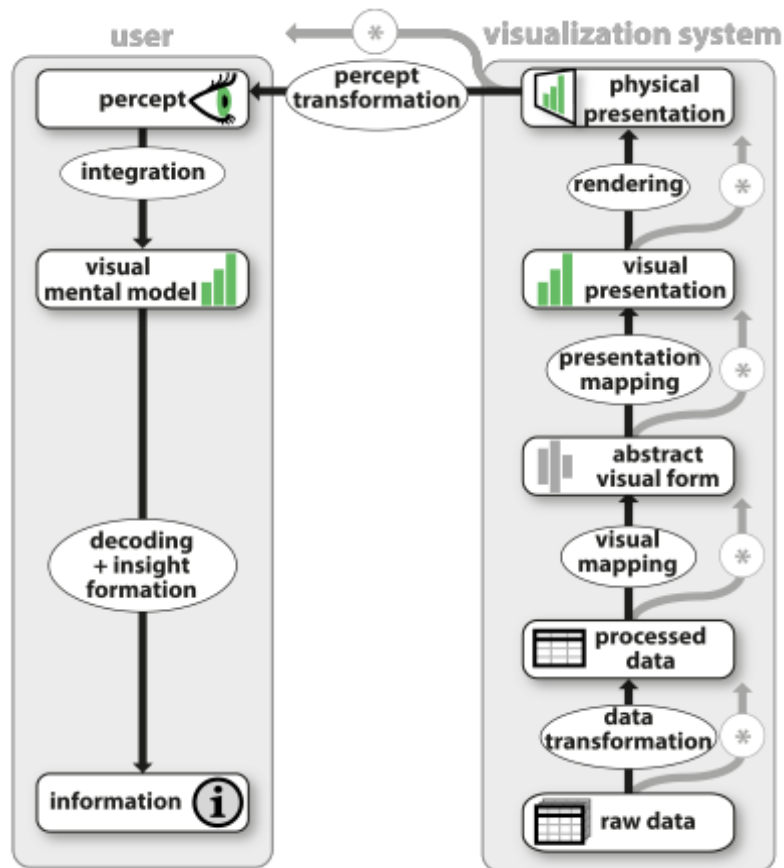 user
*
visualization system
percept
percept
transformation
physical
presentation
integration
rendering
*
visual
mental model
visual
presentation
presentation
mapping
*
abstract
visual form
decoding
+ insight
formation
visual
mapping
*
processed
data
data
transformation
*
information
i
raw data